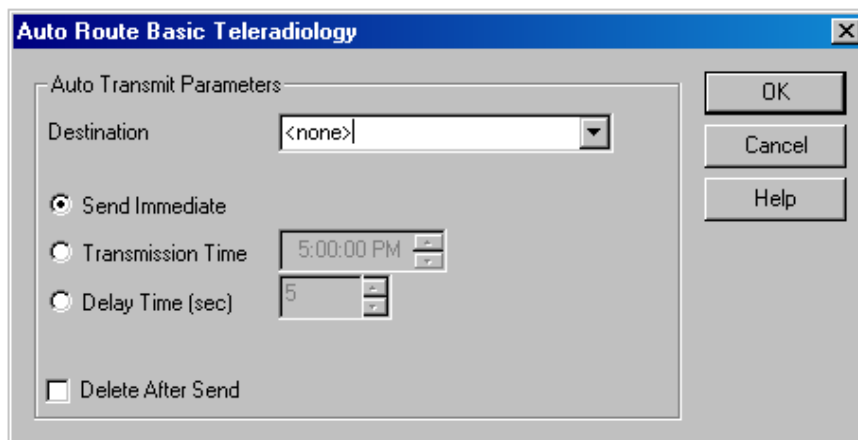 Auto Route Basic Teleradiology
Auto Transmit Parameters
Destination <none>
Send Immediate
Transmission Time 5:00:00 PM
Delay Time (sec) 5
Delete After Send
OK
Cancel
Help